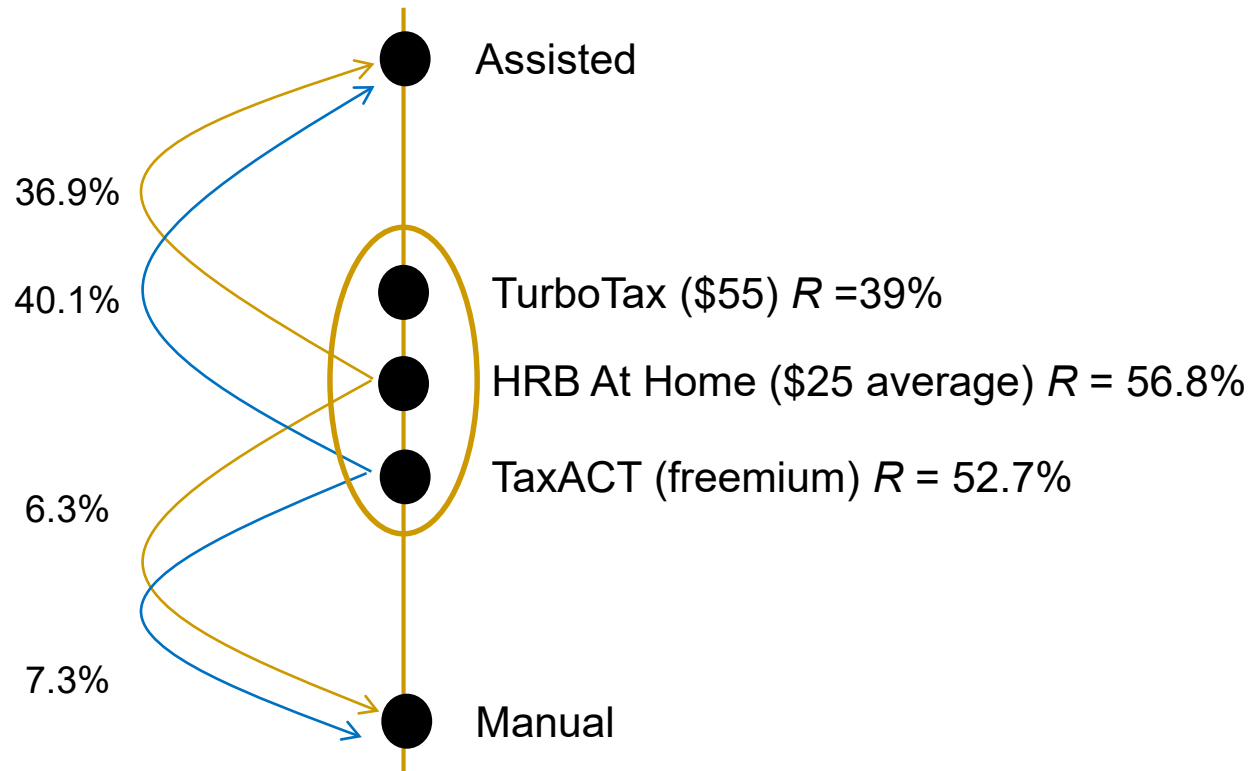 Assisted
36.9%
TurboTax ($55) R =39%
40.1%
HRB At Home ($25 average) R = 56.8%
TaxACT (freemium) R = 52.7%
6.3%
7.3%
Manual